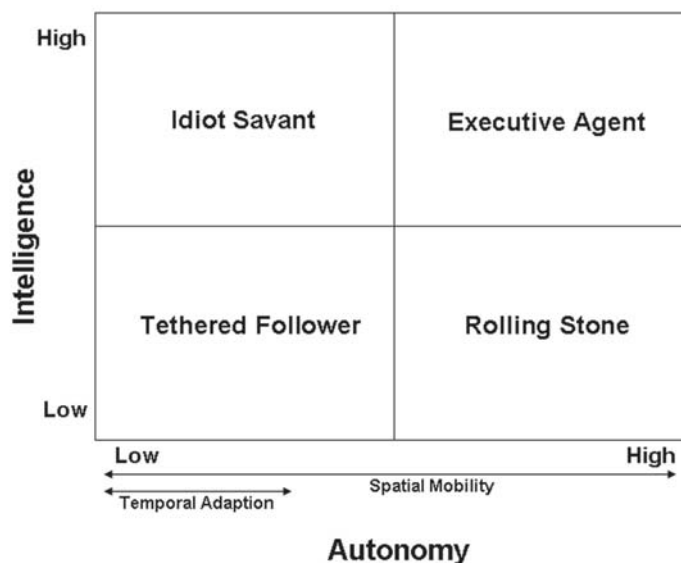 High
Idiot Savant
Executive Agent
Intelligence
Tethered Follower
Rolling Stone
Low
Low
High
Spatial Mobility
Temporal Adaption
Autonomy